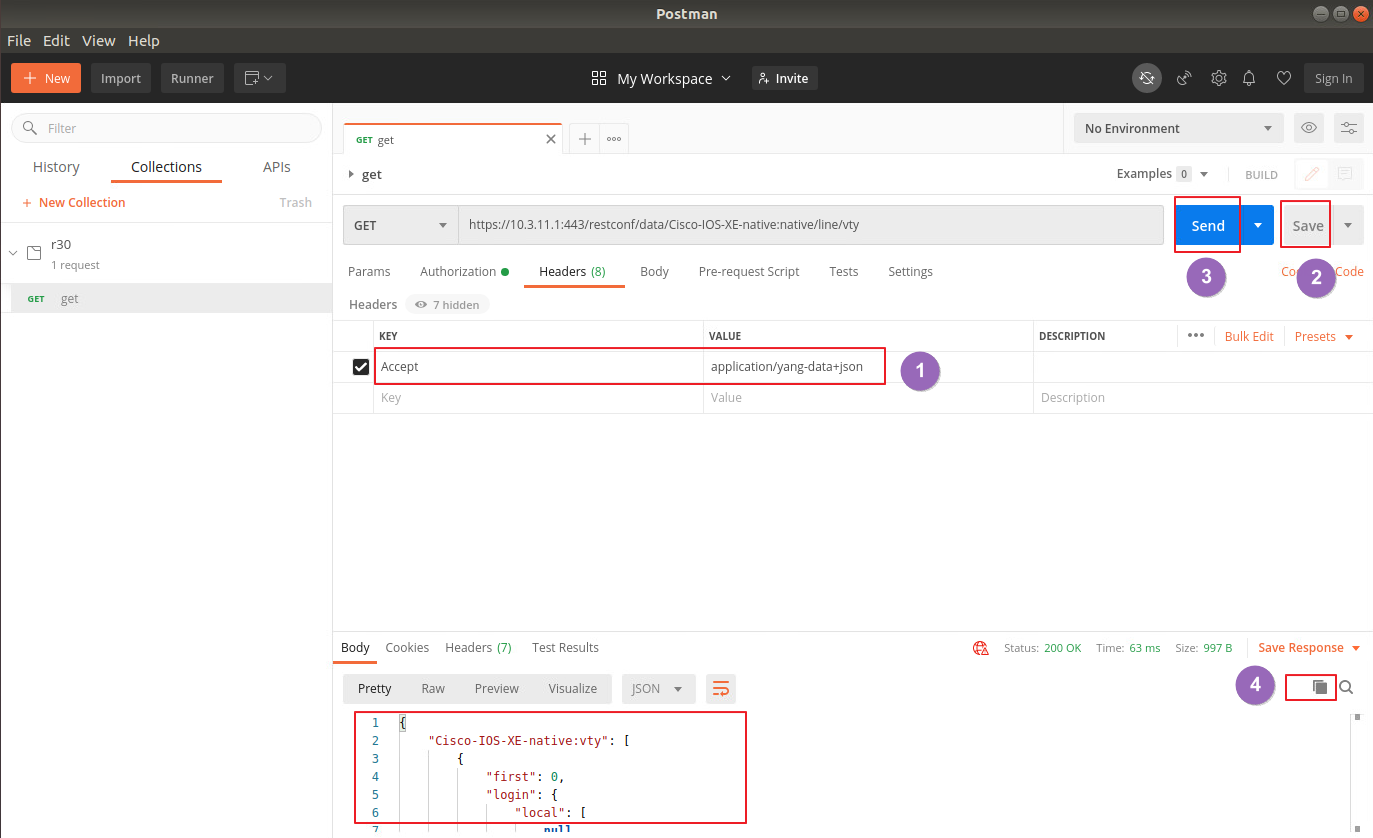 Postman
File Edit View Help
+ New Import Runner My Workspace Invite Sign In
Filter
History Collections APIs
+ New Collection Trash
r30
1 request
GET get
GET get No Environment
get Examples 0 BUILD
GET https://10.3.11.1:443/restconf/data/Cisco-IOS-XE-native:native/line/vty Send Save
3 2
Params Authorization Headers (8) Body Pre-request Script Tests Settings Code
Headers 7 hidden
KEY VALUE DESCRIPTION Bulk Edit Presets
Accept application/yang-data+json 1
Key Value Description
Body Cookies Headers (7) Test Results Status: 200 OK Time: 63 ms Size: 997 B Save Response
Pretty Raw Preview Visualize JSON 4
1 {
2 "Cisco-IOS-XE-native:vty": [
3 {
4 "first": 0,
5 "login": {
6 "local": [
7 null